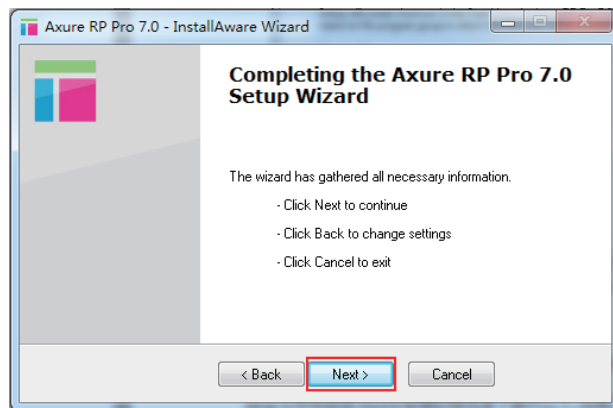 Axure RP Pro 7.0 - InstallAware Wizard
Completing the Axure RP Pro 7.0
Setup Wizard
The wizard has gathered all necessary information.
- Click Next to continue
- Click Back to change settings
- Click Cancel to exit
< Back
Next >
Cancel